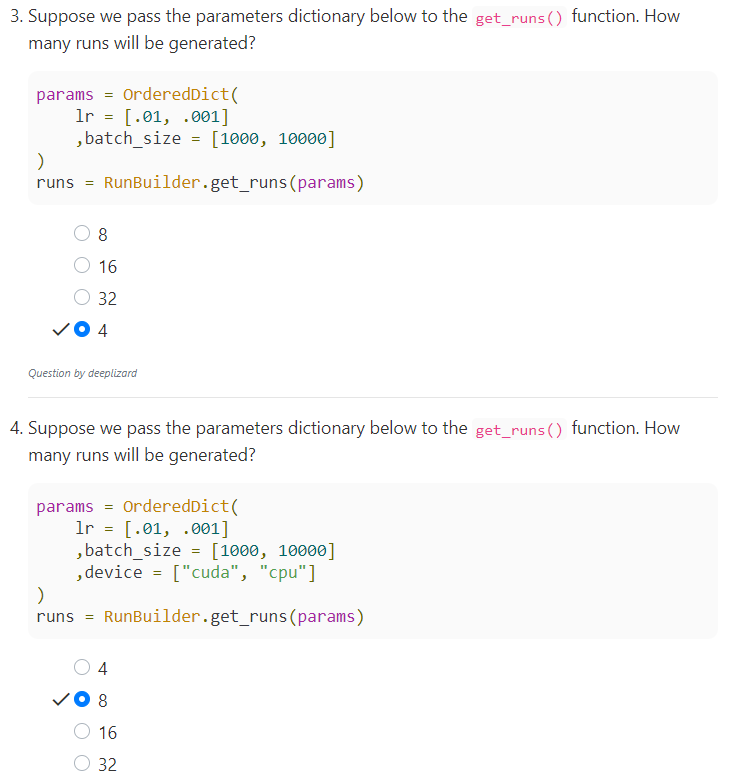 3. Suppose we pass the parameters dictionary below to the get_runs() function. How
many runs will be generated?
params = OrderedDict(
    lr = [.01, .001]
    ,batch_size = [1000, 10000]
)
runs = RunBuilder.get_runs(params)
8
16
32
4
Question by deeplizard
4. Suppose we pass the parameters dictionary below to the get_runs() function. How
many runs will be generated?
params = OrderedDict(
    lr = [.01, .001]
    ,batch_size = [1000, 10000]
    ,device = ["cuda", "cpu"]
)
runs = RunBuilder.get_runs(params)
4
8
16
32